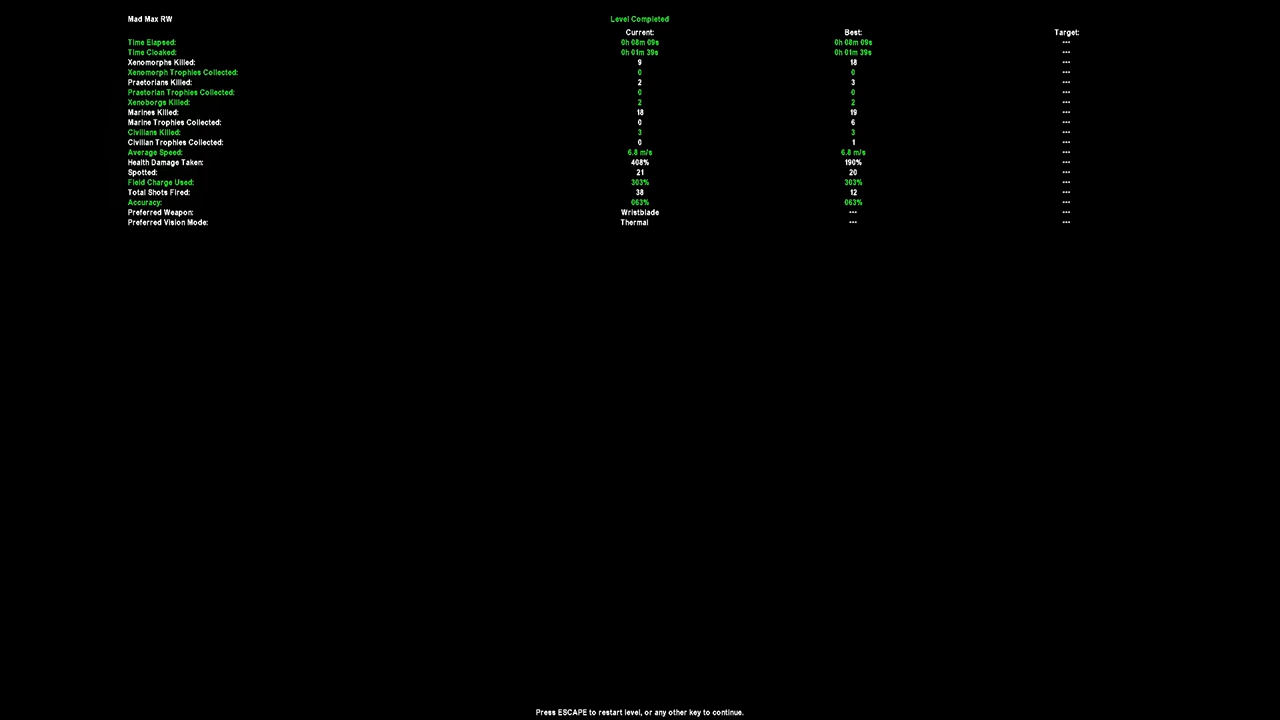 Mad Max RW Level Completed
Current: Best: Target:
Time Elapsed: 0h 08m 09s 0h 08m 09s ---
Time Cloaked: 0h 01m 39s 0h 01m 39s ---
Xenomorphs Killed: 9 18 ---
Xenomorph Trophies Collected: 0 0 ---
Praetorians Killed: 2 3 ---
Praetorian Trophies Collected: 0 0 ---
Xenoborgs Killed: 2 2 ---
Marines Killed: 18 19 ---
Marine Trophies Collected: 0 6 ---
Civilians Killed: 3 3 ---
Civilian Trophies Collected: 0 1 ---
Average Speed: 6.8 m/s 6.8 m/s ---
Health Damage Taken: 408% 190% ---
Spotted: 21 20 ---
Field Charge Used: 303% 303% ---
Total Shots Fired: 38 12 ---
Accuracy: 063% 063% ---
Preferred Weapon: Wristblade --- ---
Preferred Vision Mode: Thermal --- ---
Press ESCAPE to restart level, or any other key to continue.